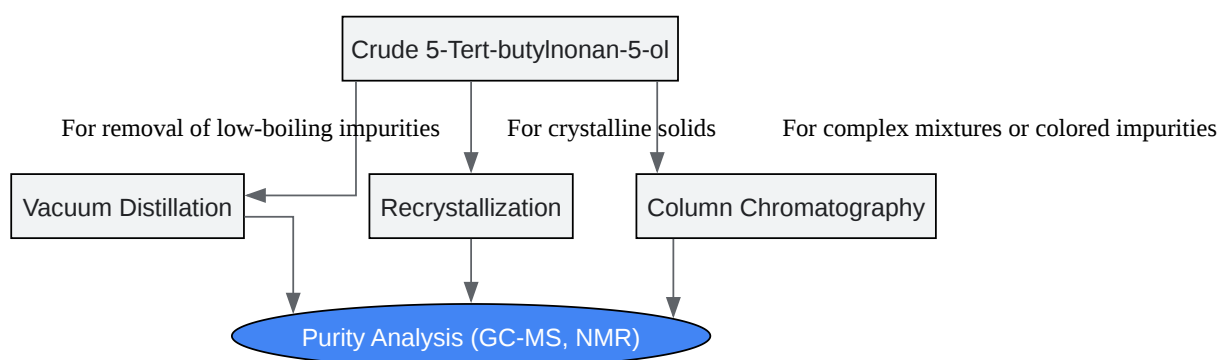 Crude 5-Tert-butylnonan-5-ol
For removal of low-boiling impurities
For crystalline solids
For complex mixtures or colored impurities
Vacuum Distillation
Recrystallization
Column Chromatography
Purity Analysis (GC-MS, NMR)